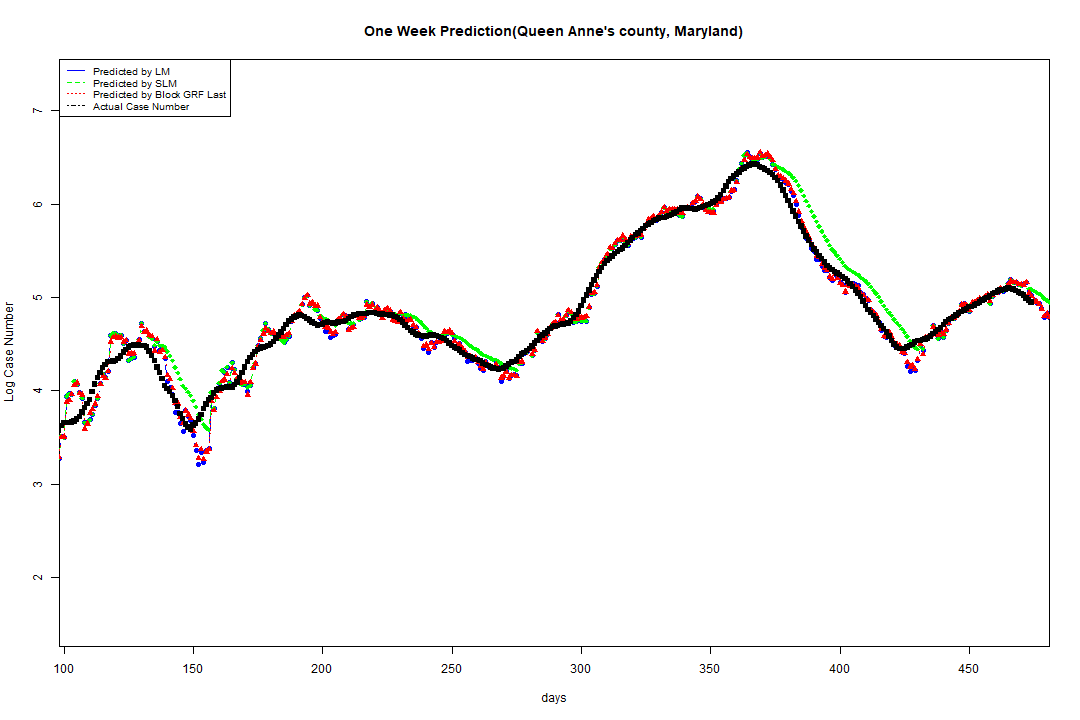 One Week Prediction(Queen Anne's county, Maryland)
Predicted by LM
Predicted by SLM
Predicted by Block GRF Last
Actual Case Number
7
6
5
4
3
2
Log Case Number
100 150 200 250 300 350 400 450
days